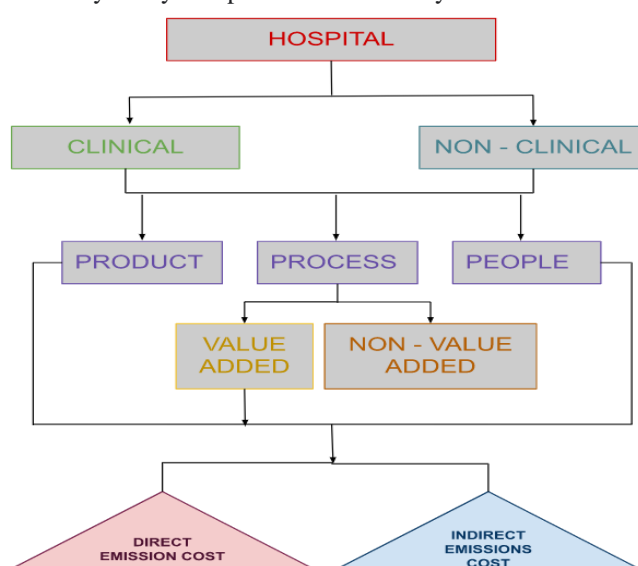 HOSPITAL
CLINICAL
NON - CLINICAL
PRODUCT
PROCESS
PEOPLE
VALUE
ADDED
NON - VALUE
ADDED
DIRECT
EMISSION COST
INDIRECT
EMISSIONS
COST